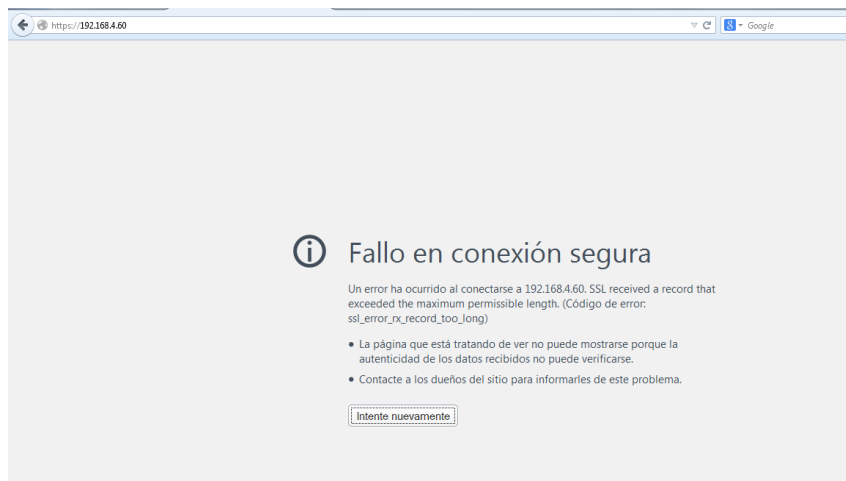 https://192.168.4.60
Google
Fallo en conexión segura
Un error ha ocurrido al conectarse a 192.168.4.60. SSL received a record that
exceeded the maximum permissible length. (Código de error:
ssl_error_rx_record_too_long)
• La página que está tratando de ver no puede mostrarse porque la
autenticidad de los datos recibidos no puede verificarse.
• Contacte a los dueños del sitio para informarles de este problema.
Intente nuevamente